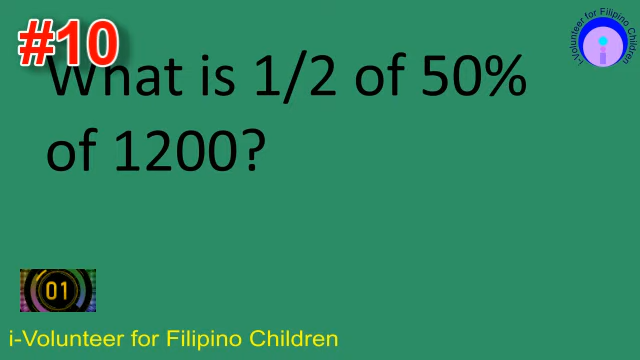 #10
What is 1/2 of 50%
of 1200?
i-Volunteer for Filipino Children
01
i-Volunteer for Filipino Children